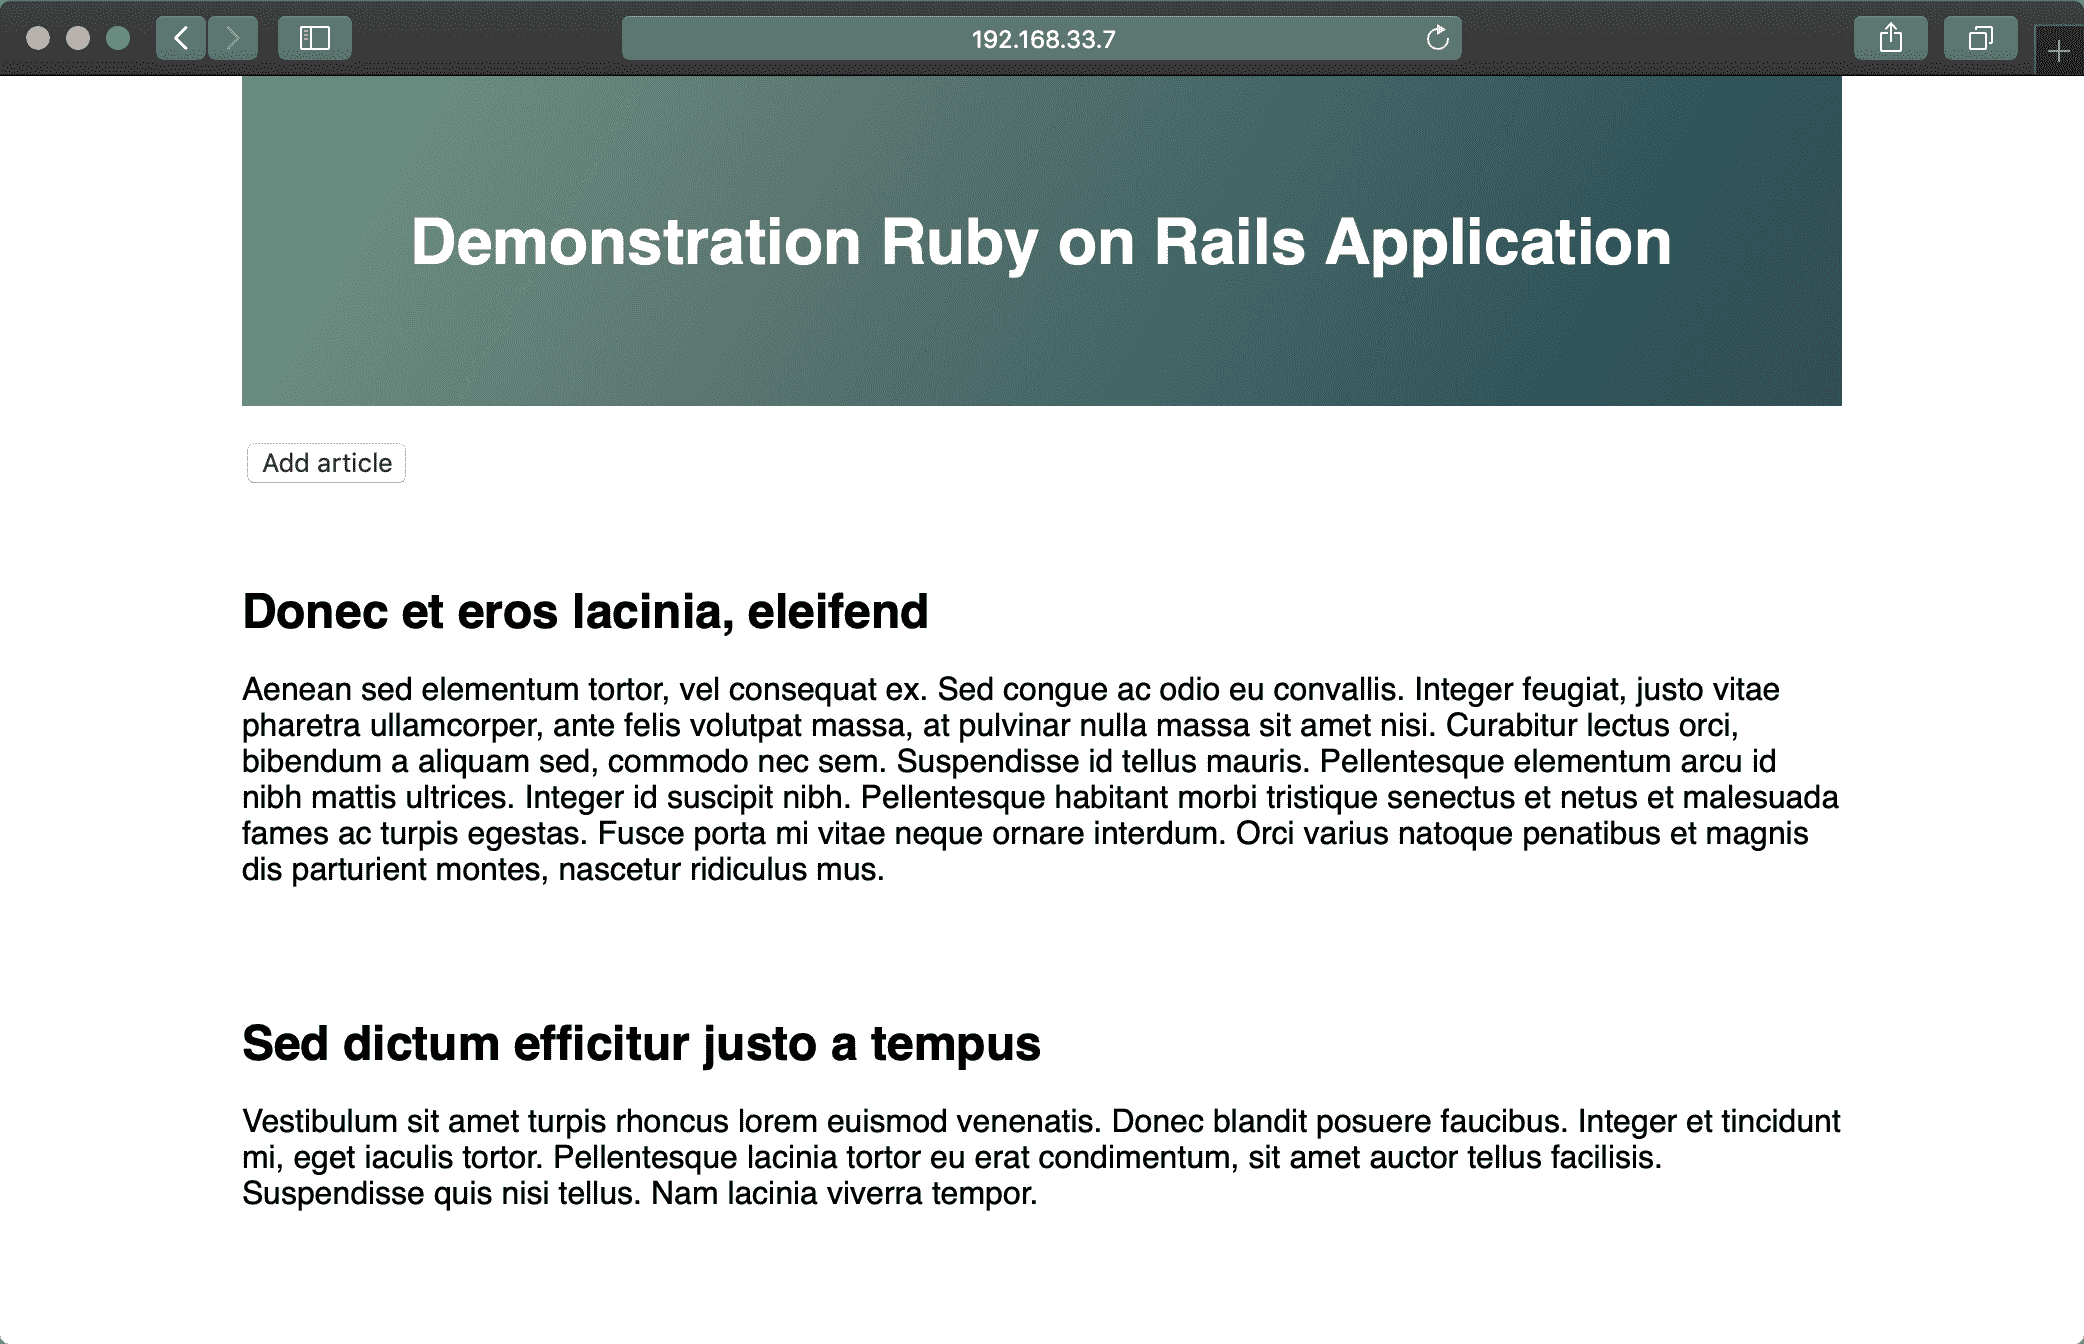 192.168.33.7
Demonstration Ruby on Rails Application
Add article
Donec et eros lacinia, eleifend
Aenean sed elementum tortor, vel consequat ex. Sed congue ac odio eu convallis. Integer feugiat, justo vitae
pharetra ullamcorper, ante felis volutpat massa, at pulvinar nulla massa sit amet nisi. Curabitur lectus orci,
bibendum a aliquam sed, commodo nec sem. Suspendisse id tellus mauris. Pellentesque elementum arcu id
nibh mattis ultrices. Integer id suscipit nibh. Pellentesque habitant morbi tristique senectus et netus et malesuada
fames ac turpis egestas. Fusce porta mi vitae neque ornare interdum. Orci varius natoque penatibus et magnis
dis parturient montes, nascetur ridiculus mus.
Sed dictum efficitur justo a tempus
Vestibulum sit amet turpis rhoncus lorem euismod venenatis. Donec blandit posuere faucibus. Integer et tincidunt
mi, eget iaculis tortor. Pellentesque lacinia tortor eu erat condimentum, sit amet auctor tellus facilisis.
Suspendisse quis nisi tellus. Nam lacinia viverra tempor.